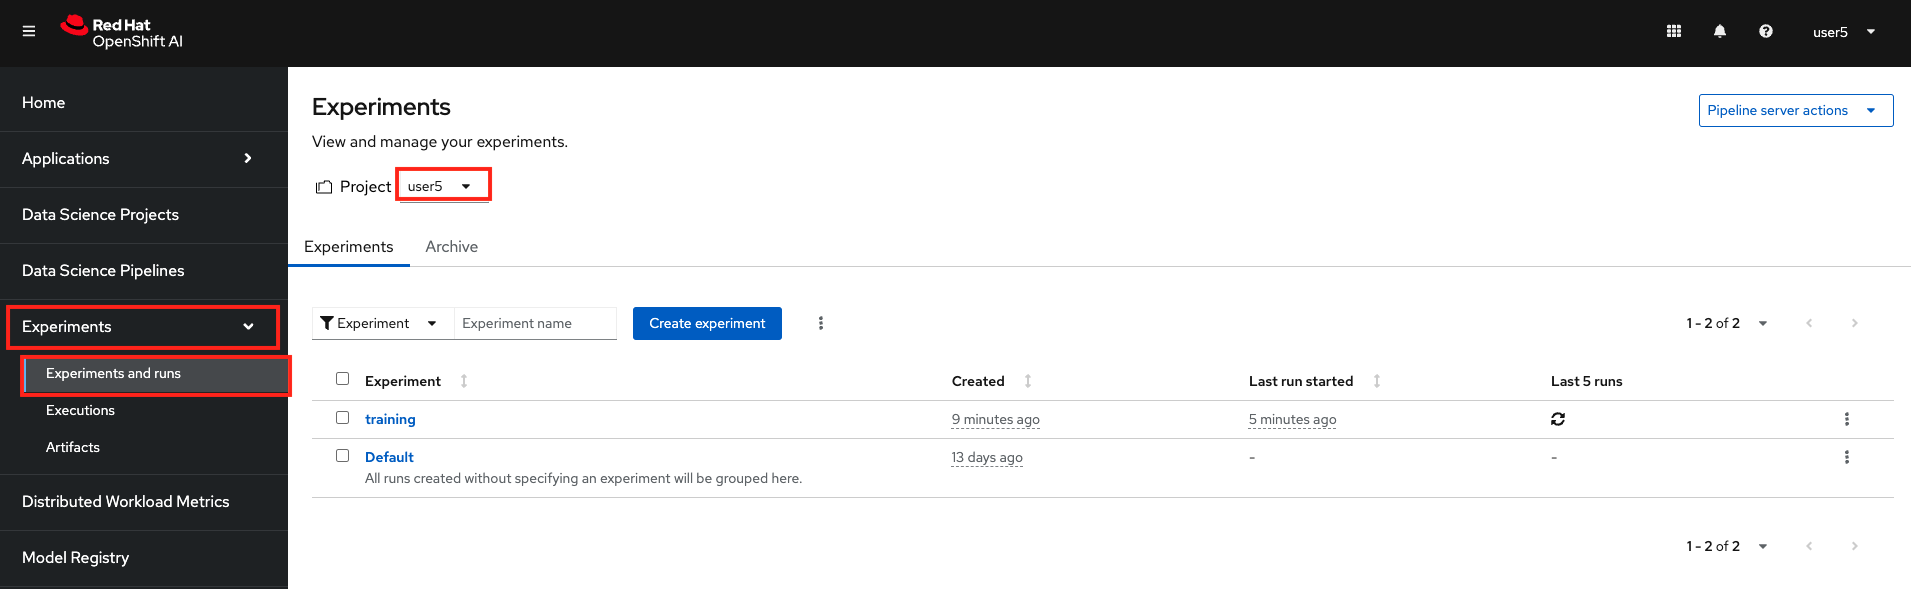 Red Hat
OpenShift AI
user5
Home
Applications
Data Science Projects
Data Science Pipelines
Experiments
Experiments and runs
Executions
Artifacts
Distributed Workload Metrics
Model Registry
Experiments
Pipeline server actions
View and manage your experiments.
Project user5
Experiments Archive
Experiment Experiment name Create experiment 1 - 2 of 2
Experiment Created Last run started Last 5 runs
training 9 minutes ago 5 minutes ago
Default 13 days ago - -
All runs created without specifying an experiment will be grouped here.
1 - 2 of 2